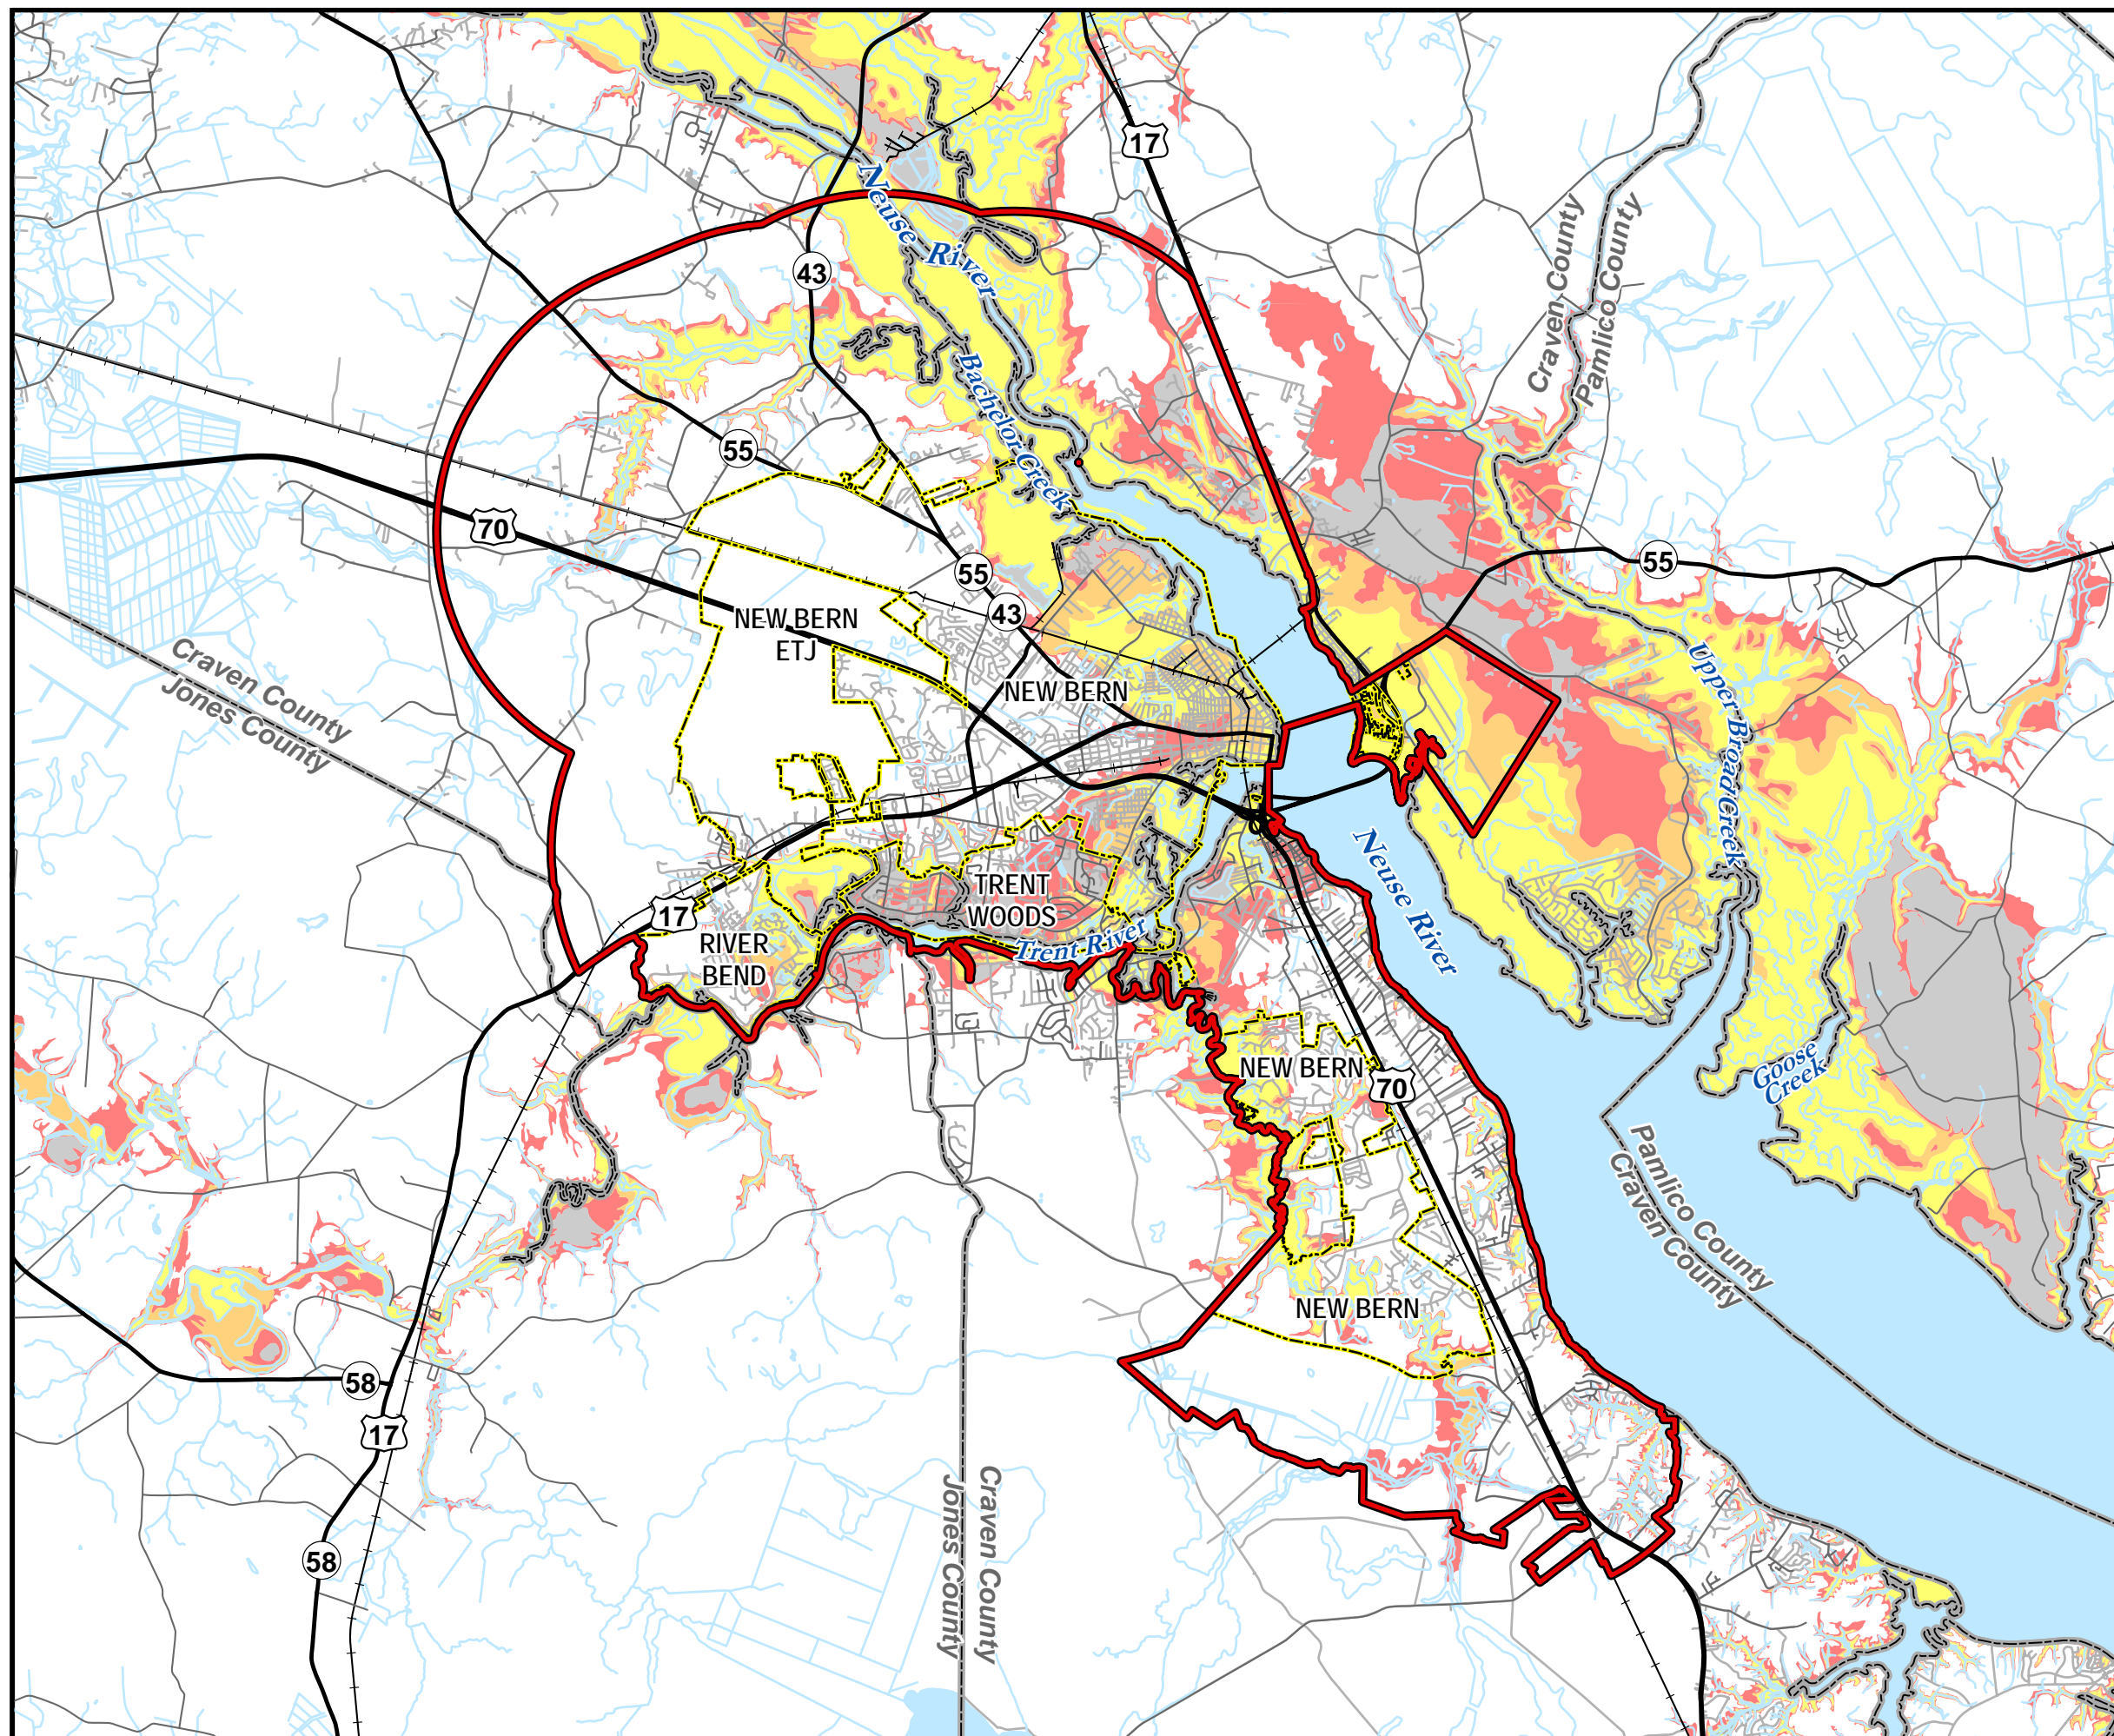 17
Neuse River
43
Craven County
Pamlico County
Bachelor Creek
55
70
55
55
43
NEW BERN
ETJ
Craven County
Jones County
NEW BERN
Upper Broad Creek
Neuse River
TRENT
WOODS
17
RIVER
BEND
Trent River
Goose
Creek
NEW BERN
70
Pamlico County
Craven County
NEW BERN
58
17
Craven County
Jones County
58